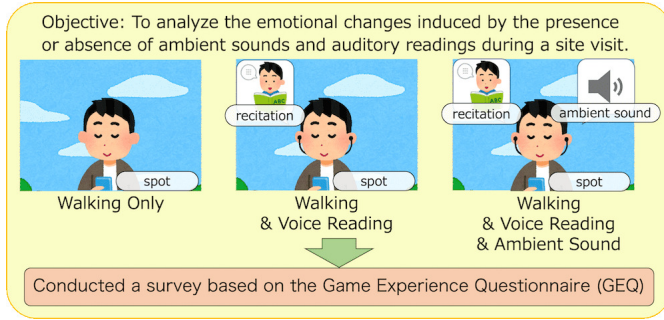 Objective: To analyze the emotional changes induced by the presence
or absence of ambient sounds and auditory readings during a site visit.
ABC
recitation
ABC
recitation
ambient sound
spot
spot
spot
Walking Only
Walking
& Voice Reading
Walking
& Voice Reading
& Ambient Sound
Conducted a survey based on the Game Experience Questionnaire (GEQ)